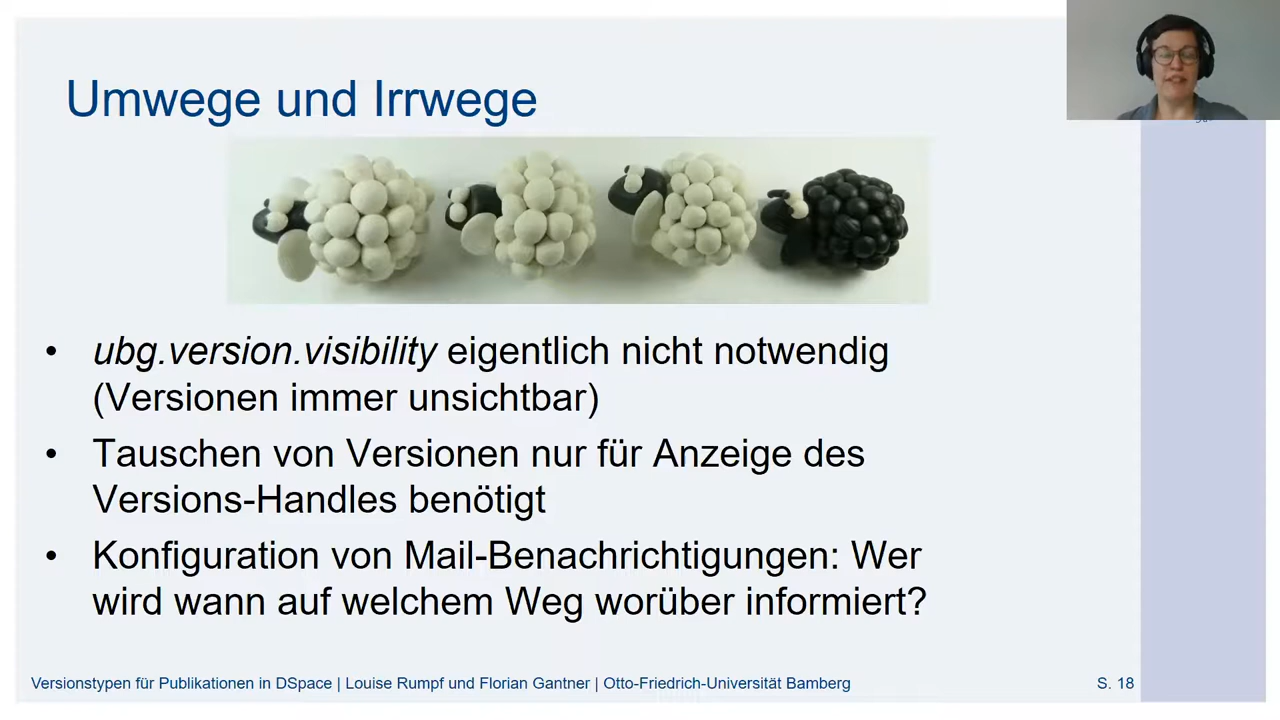 Umwege und Irrwege
• ubg.version.visibility eigentlich nicht notwendig
(Versionen immer unsichtbar)
• Tauschen von Versionen nur für Anzeige des
Versions-Handles benötigt
• Konfiguration von Mail-Benachrichtigungen: Wer
wird wann auf welchem Weg worüber informiert?
Versionstypen für Publikationen in DSpace | Louise Rumpf und Florian Gantner | Otto-Friedrich-Universität Bamberg
S. 18